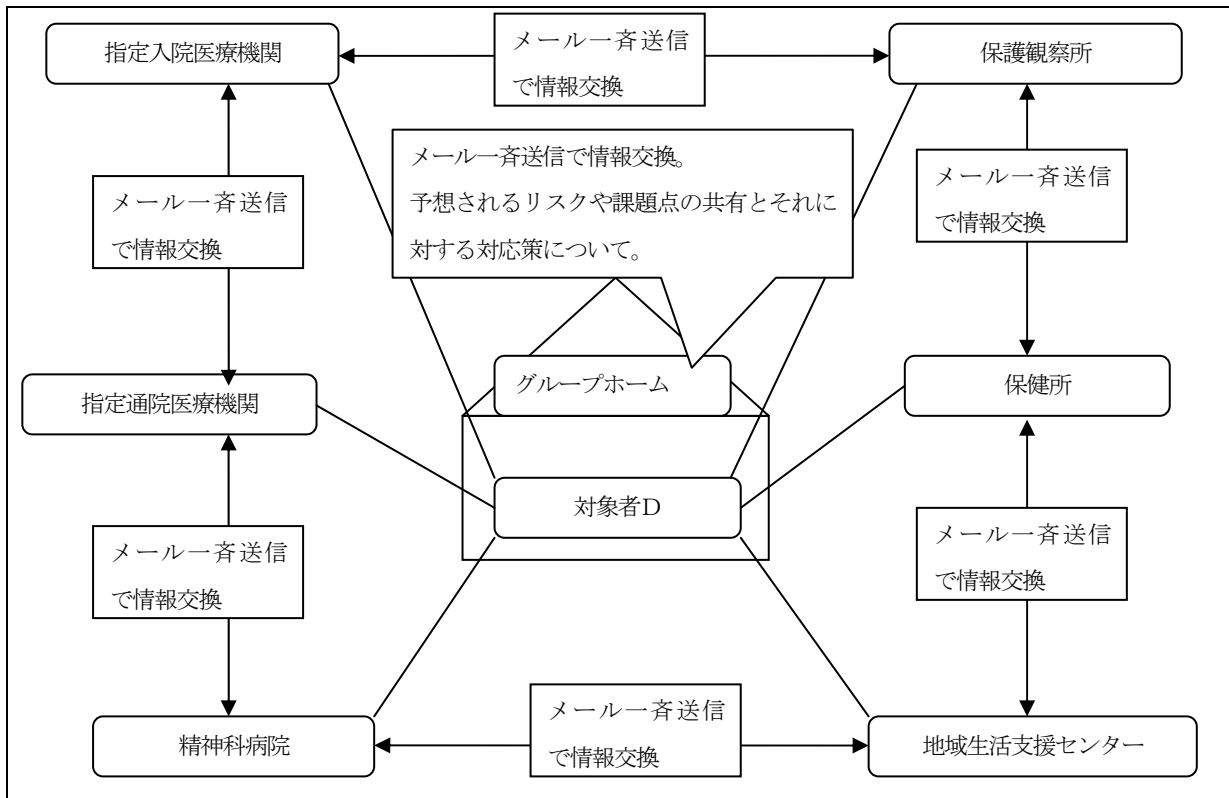 指定入院医療機関
メール一斉送信
で情報交換
保護観察所
メール一斉送信で情報交換。
予想されるリスクや課題点の共有とそれに
対する対応策について。
メール一斉送信
で情報交換
メール一斉送信
で情報交換
グループホーム
指定通院医療機関
保健所
対象者D
メール一斉送信
で情報交換
メール一斉送信
で情報交換
メール一斉送信
で情報交換
精神科病院
地域生活支援センター